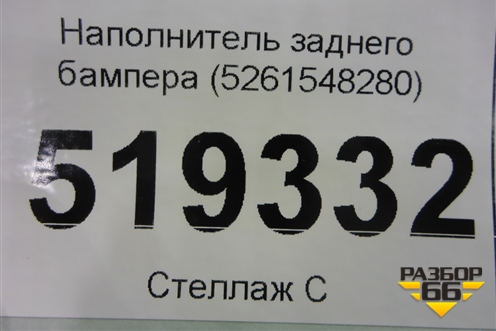 Наполнитель заднего
бампера (5261548280)
519332
Стеллаж С
РАЗБОР
66